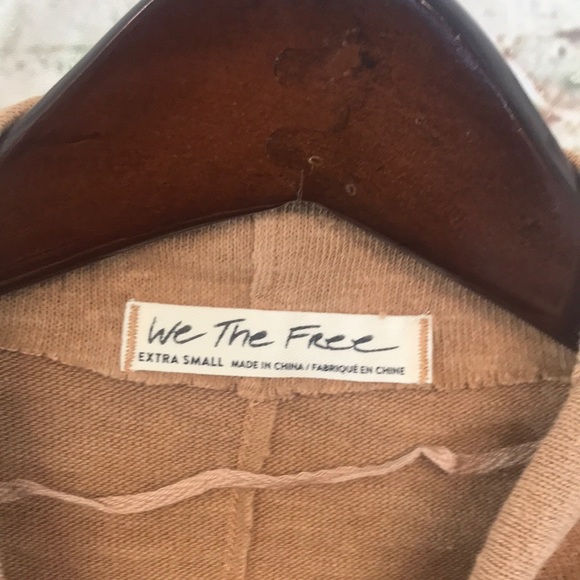 We The Free
EXTRA SMALL MADE IN CHINA / FABRIQUÉ EN CHINE